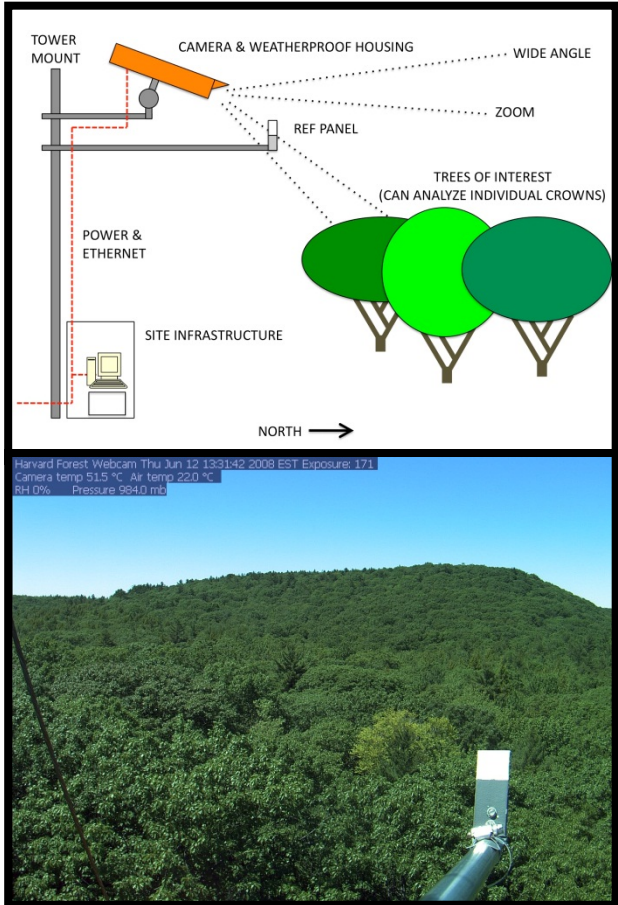 TOWER
MOUNT
CAMERA & WEATHERPROOF HOUSING
WIDE ANGLE
ZOOM
REF PANEL
TREES OF INTEREST
(CAN ANALYZE INDIVIDUAL CROWNS)
POWER &
ETHERNET
SITE INFRASTRUCTURE
NORTH
Harvard Forest Webcam Thu Jun 12 13:31:42 2008 EST Exposure: 171
Camera temp 51.5 °C Air temp 22.0 °C
RH 0% Pressure 984.0 mb